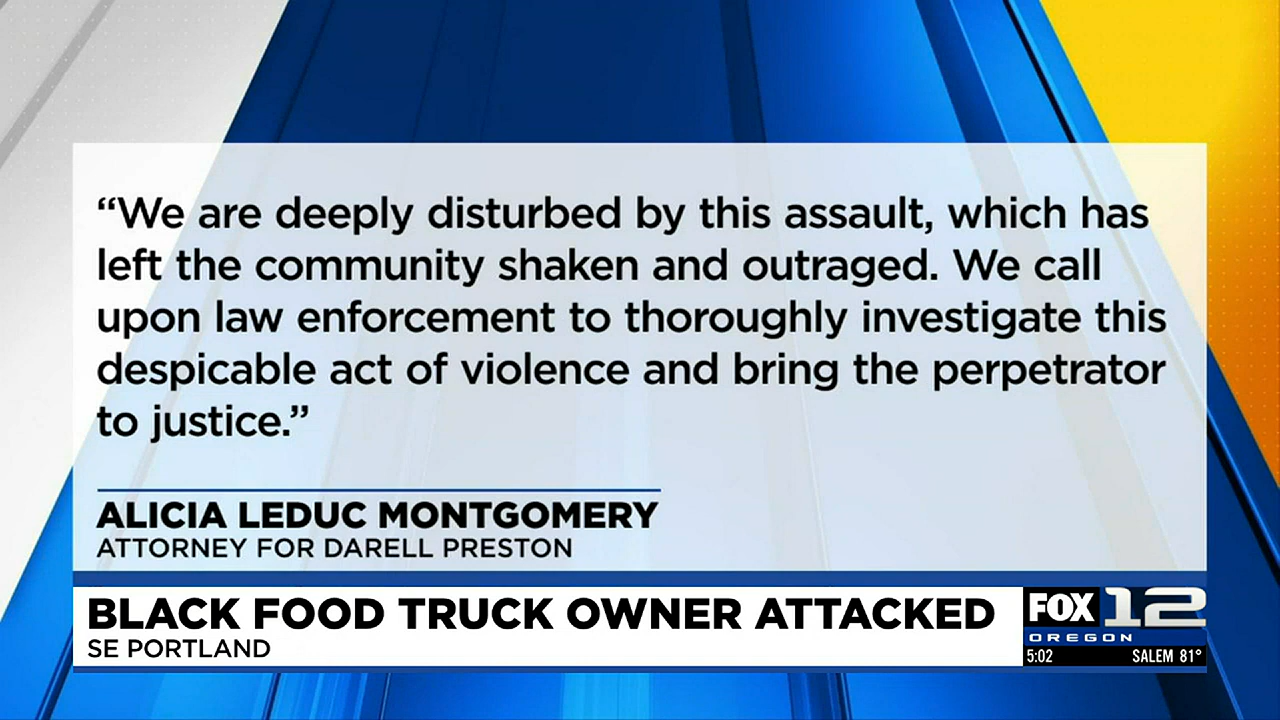 “We are deeply disturbed by this assault, which has
left the community shaken and outraged. We call
upon law enforcement to thoroughly investigate this
despicable act of violence and bring the perpetrator
to justice.”
ALICIA LEDUC MONTGOMERY
ATTORNEY FOR DARELL PRESTON
BLACK FOOD TRUCK OWNER ATTACKED
SE PORTLAND
FOX 12
OREGON
5:02 SALEM 81°